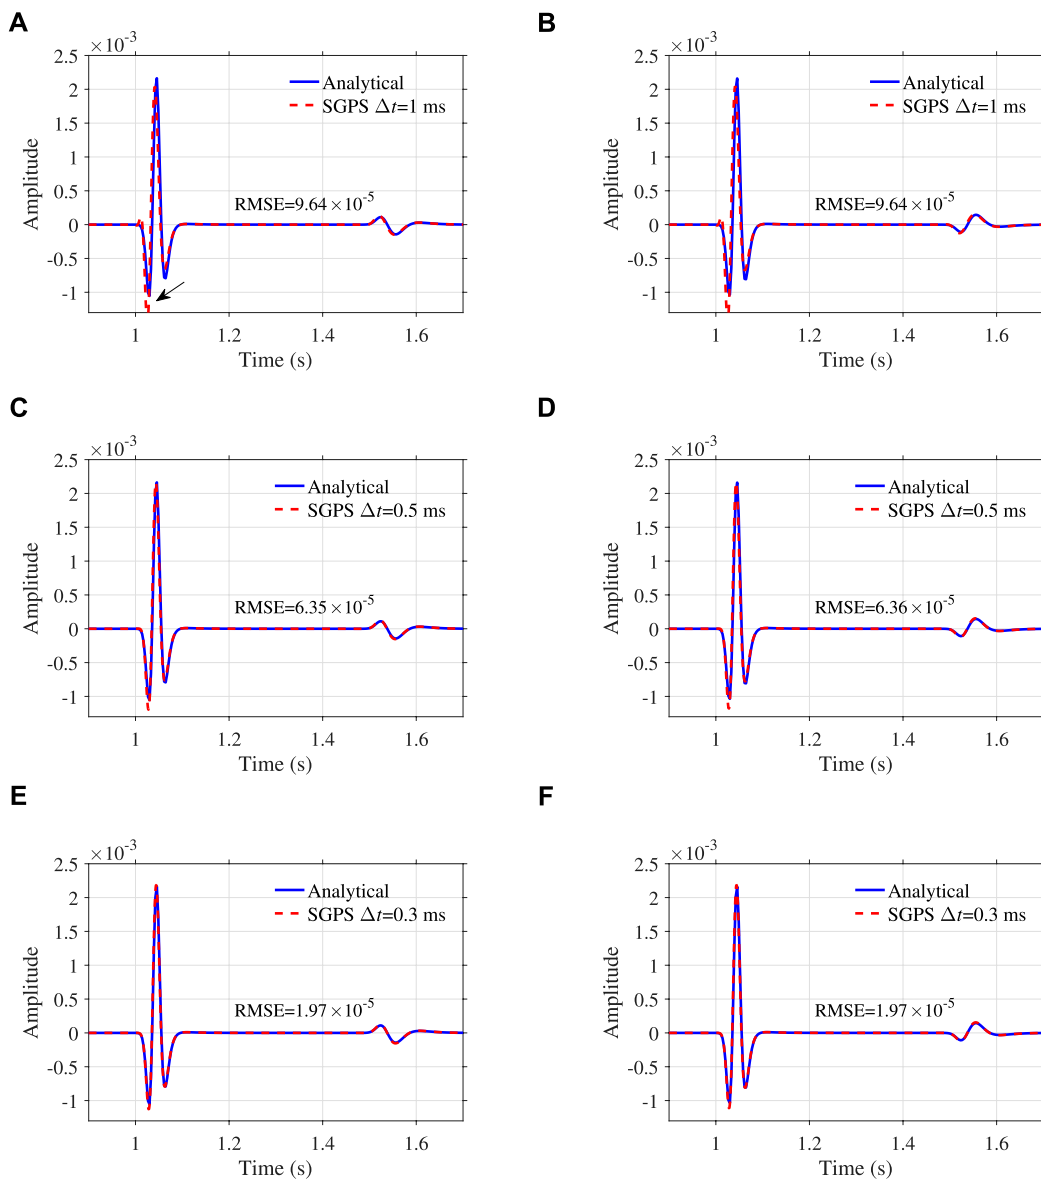 A
×10-3
2.5
2
1.5
1
0.5
0
-0.5
-1
Amplitude
Analytical
SGPS Δt=1 ms
RMSE=9.64×10-5
1 1.2 1.4 1.6
Time (s)
B
×10-3
2.5
2
1.5
1
0.5
0
-0.5
-1
Amplitude
Analytical
SGPS Δt=1 ms
RMSE=9.64×10-5
1 1.2 1.4 1.6
Time (s)
C
×10-3
2.5
2
1.5
1
0.5
0
-0.5
-1
Amplitude
Analytical
SGPS Δt=0.5 ms
RMSE=6.35×10-5
1 1.2 1.4 1.6
Time (s)
D
×10-3
2.5
2
1.5
1
0.5
0
-0.5
-1
Amplitude
Analytical
SGPS Δt=0.5 ms
RMSE=6.36×10-5
1 1.2 1.4 1.6
Time (s)
E
×10-3
2.5
2
1.5
1
0.5
0
-0.5
-1
Amplitude
Analytical
SGPS Δt=0.3 ms
RMSE=1.97×10-5
1 1.2 1.4 1.6
Time (s)
F
×10-3
2.5
2
1.5
1
0.5
0
-0.5
-1
Amplitude
Analytical
SGPS Δt=0.3 ms
RMSE=1.97×10-5
1 1.2 1.4 1.6
Time (s)